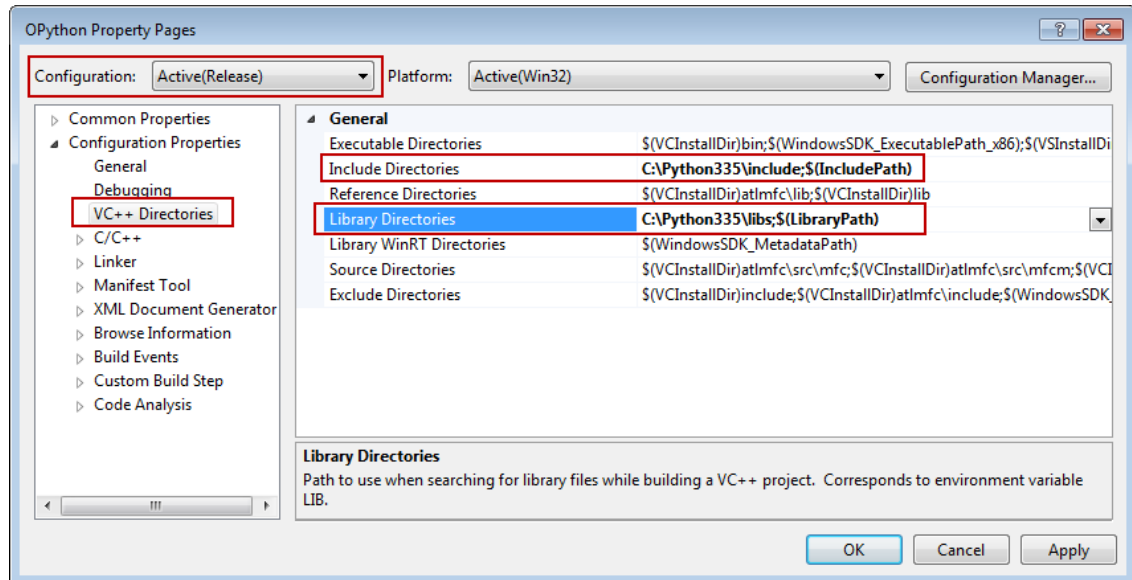 OPython Property Pages
Configuration: Active(Release) Platform: Active(Win32) Configuration Manager...
Common Properties
Configuration Properties
General
Debugging
VC++ Directories
C/C++
Linker
Manifest Tool
XML Document Generator
Browse Information
Build Events
Custom Build Step
Code Analysis
General
Executable Directories $(VCInstallDir)bin;$(WindowsSDK_ExecutablePath_x86);$(VSInstallDi
Include Directories C:\Python335\include;$(IncludePath)
Reference Directories $(VCInstallDir)atlmfc\lib;$(VCInstallDir)lib
Library Directories C:\Python335\libs;$(LibraryPath)
Library WinRT Directories $(WindowsSDK_MetadataPath)
Source Directories $(VCInstallDir)atlmfc\src\mfc;$(VCInstallDir)atlmfc\src\mfcm;$(VCI
Exclude Directories $(VCInstallDir)include;$(VCInstallDir)atlmfc\include;$(WindowsSDK_
Library Directories
Path to use when searching for library files while building a VC++ project. Corresponds to environment variable
LIB.
OK Cancel Apply